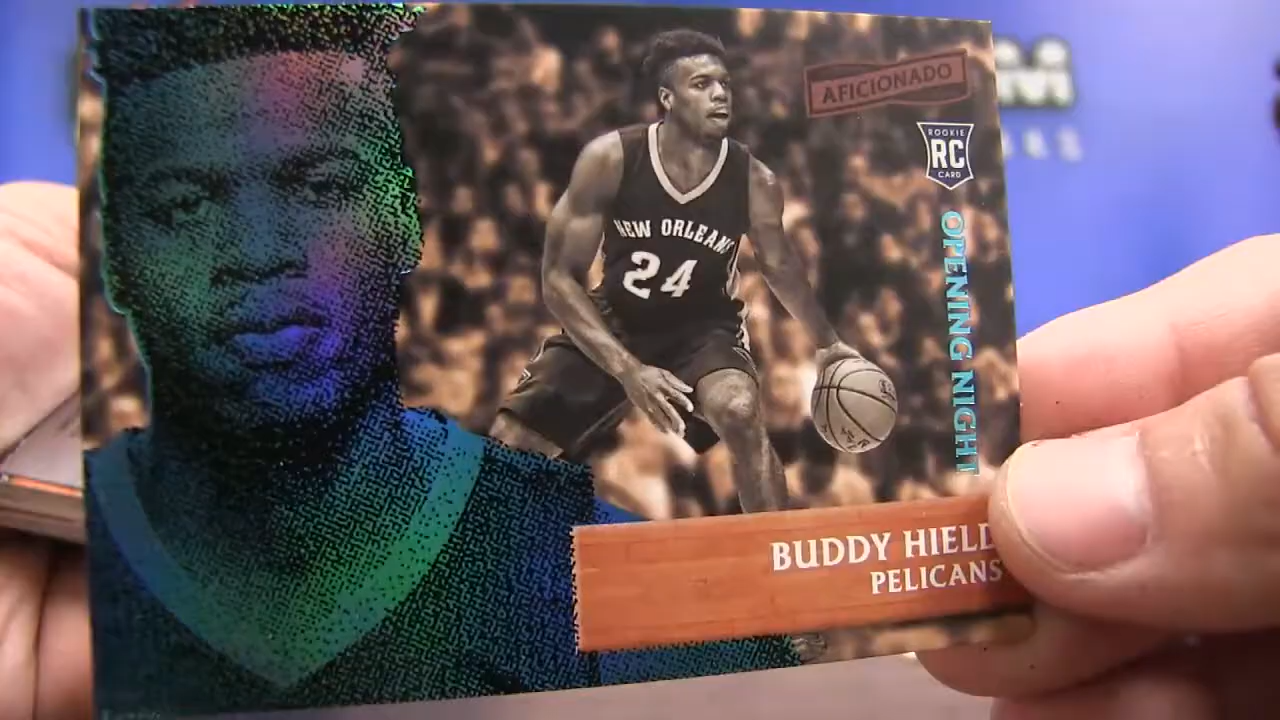 AFICIONADO
ROOKIE
RC
CARD
OPENING NIGHT
NEW ORLEANS
24
BUDDY HIELD
PELICANS